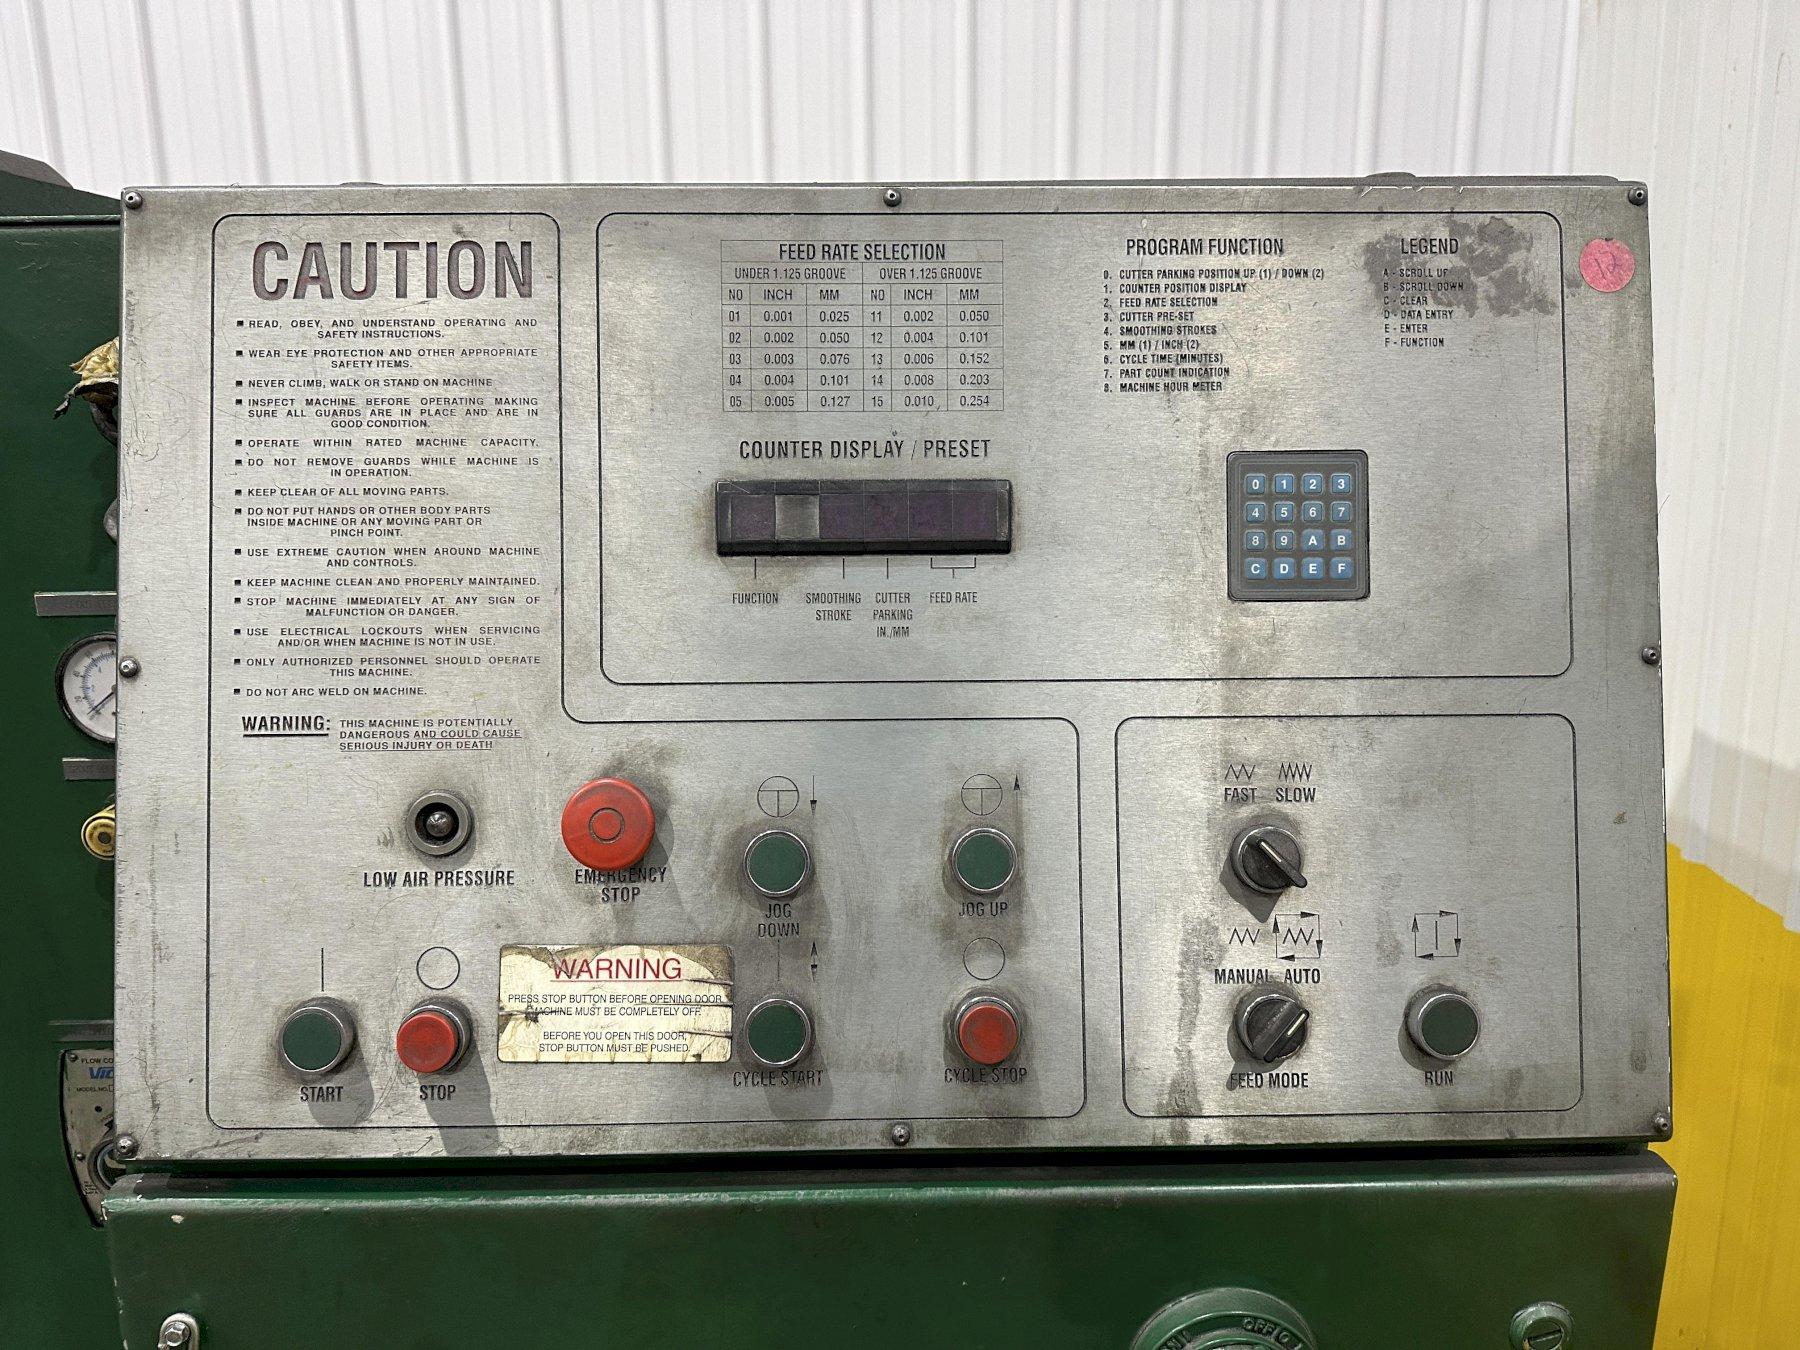 CAUTION
READ, OBEY, AND UNDERSTAND OPERATING AND
SAFETY INSTRUCTIONS.
WEAR EYE PROTECTION AND OTHER APPROPRIATE
SAFETY ITEMS.
NEVER CLIMB, WALK OR STAND ON MACHINE
INSPECT MACHINE BEFORE OPERATING MAKING
SURE ALL GUARDS ARE IN PLACE AND ARE IN
GOOD CONDITION.
OPERATE WITHIN RATED MACHINE CAPACITY.
DO NOT REMOVE GUARDS WHILE MACHINE IS
IN OPERATION.
KEEP CLEAR OF ALL MOVING PARTS.
DO NOT PUT HANDS OR OTHER BODY PARTS
INSIDE MACHINE OR ANY MOVING PART OR
PINCH POINT.
USE EXTREME CAUTION WHEN AROUND MACHINE
AND CONTROLS.
KEEP MACHINE CLEAN AND PROPERLY MAINTAINED.
STOP MACHINE IMMEDIATELY AT ANY SIGN OF
MALFUNCTION OR DANGER.
USE ELECTRICAL LOCKOUTS WHEN SERVICING
AND/OR WHEN MACHINE IS NOT IN USE.
ONLY AUTHORIZED PERSONNEL SHOULD OPERATE
THIS MACHINE.
DO NOT ARC WELD ON MACHINE.
WARNING: THIS MACHINE IS POTENTIALLY
DANGEROUS AND COULD CAUSE
SERIOUS INJURY OR DEATH
FEED RATE SELECTION
UNDER 1.125 GROOVE OVER 1.125 GROOVE
NO INCH MM NO INCH MM
01 0.001 0.025 11 0.002 0.050
02 0.002 0.050 12 0.004 0.101
03 0.003 0.076 13 0.006 0.152
04 0.004 0.101 14 0.008 0.203
05 0.005 0.127 15 0.010 0.254
COUNTER DISPLAY / PRESET
FUNCTION SMOOTHING STROKE CUTTER PARKING IN./MM FEED RATE
PROGRAM FUNCTION
0. CUTTER PARKING POSITION UP (1) / DOWN (2)
1. COUNTER POSITION DISPLAY
2. FEED RATE SELECTION
3. CUTTER PRE-SET
4. SMOOTHING STROKES
5. MM (1) / INCH (2)
6. CYCLE TIME (MINUTES)
7. PART COUNT INDICATION
8. MACHINE HOUR METER
LEGEND
A - SCROLL UP
B - SCROLL DOWN
C - CLEAR
D - DATA ENTRY
E - ENTER
F - FUNCTION
12
0 1 2 3
4 5 6 7
8 9 A B
C D E F
LOW AIR PRESSURE
EMERGENCY
STOP
JOG
DOWN
JOG UP
START
STOP
WARNING
PRESS STOP BUTTON BEFORE OPENING DOOR
MACHINE MUST BE COMPLETELY OFF.
BEFORE YOU OPEN THIS DOOR,
STOP BUTTON MUST BE PUSHED
CYCLE START
CYCLE STOP
FAST SLOW
MANUAL AUTO
FEED MODE
RUN
FLOW CO
MODEL NO.
OFF